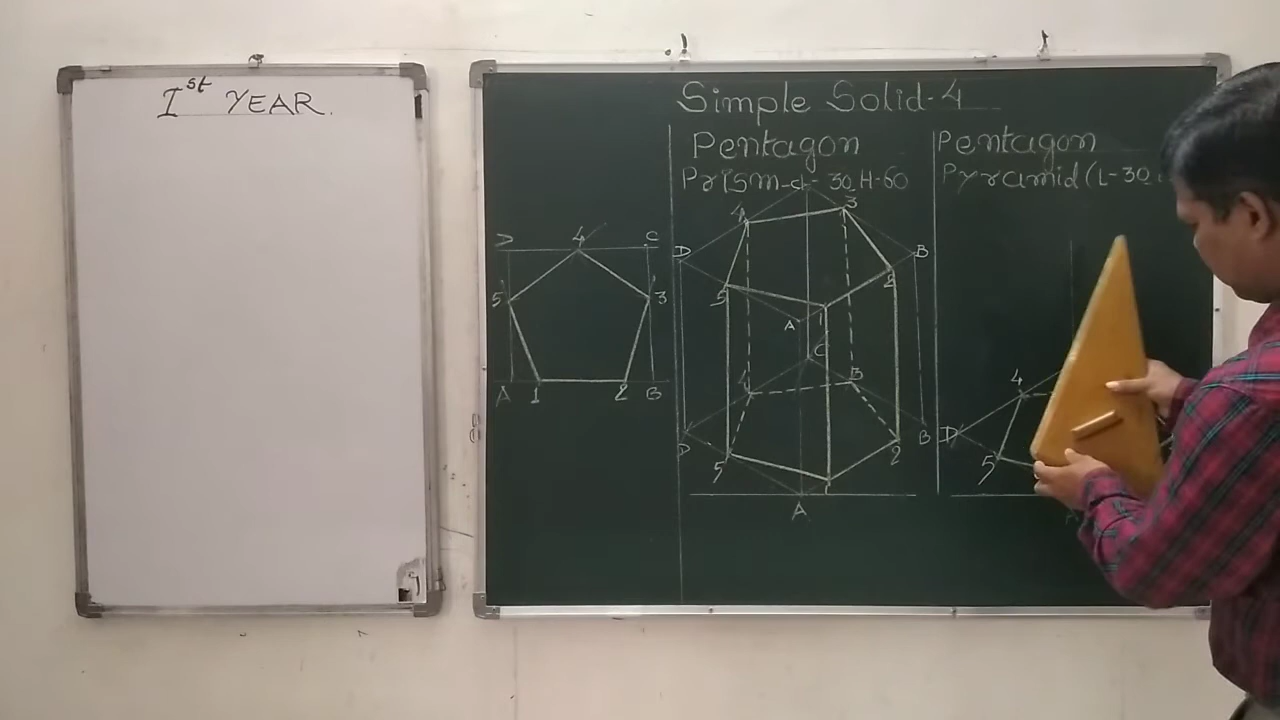 Ist YEAR.
Simple Solid-4
Pentagon
Prism-d-30,H-60
Pentagon
Pyramid (L-30
D 4 C
5 3
A 1 2 B
4 3
D B
5 2
A 1
C
4 B
D B
5 2
1
A
4
D
5